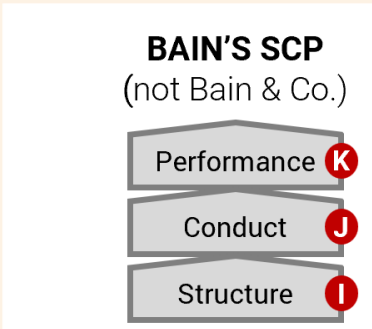 BAIN'S SCP
(not Bain & Co.)
Performance K
Conduct J
Structure I